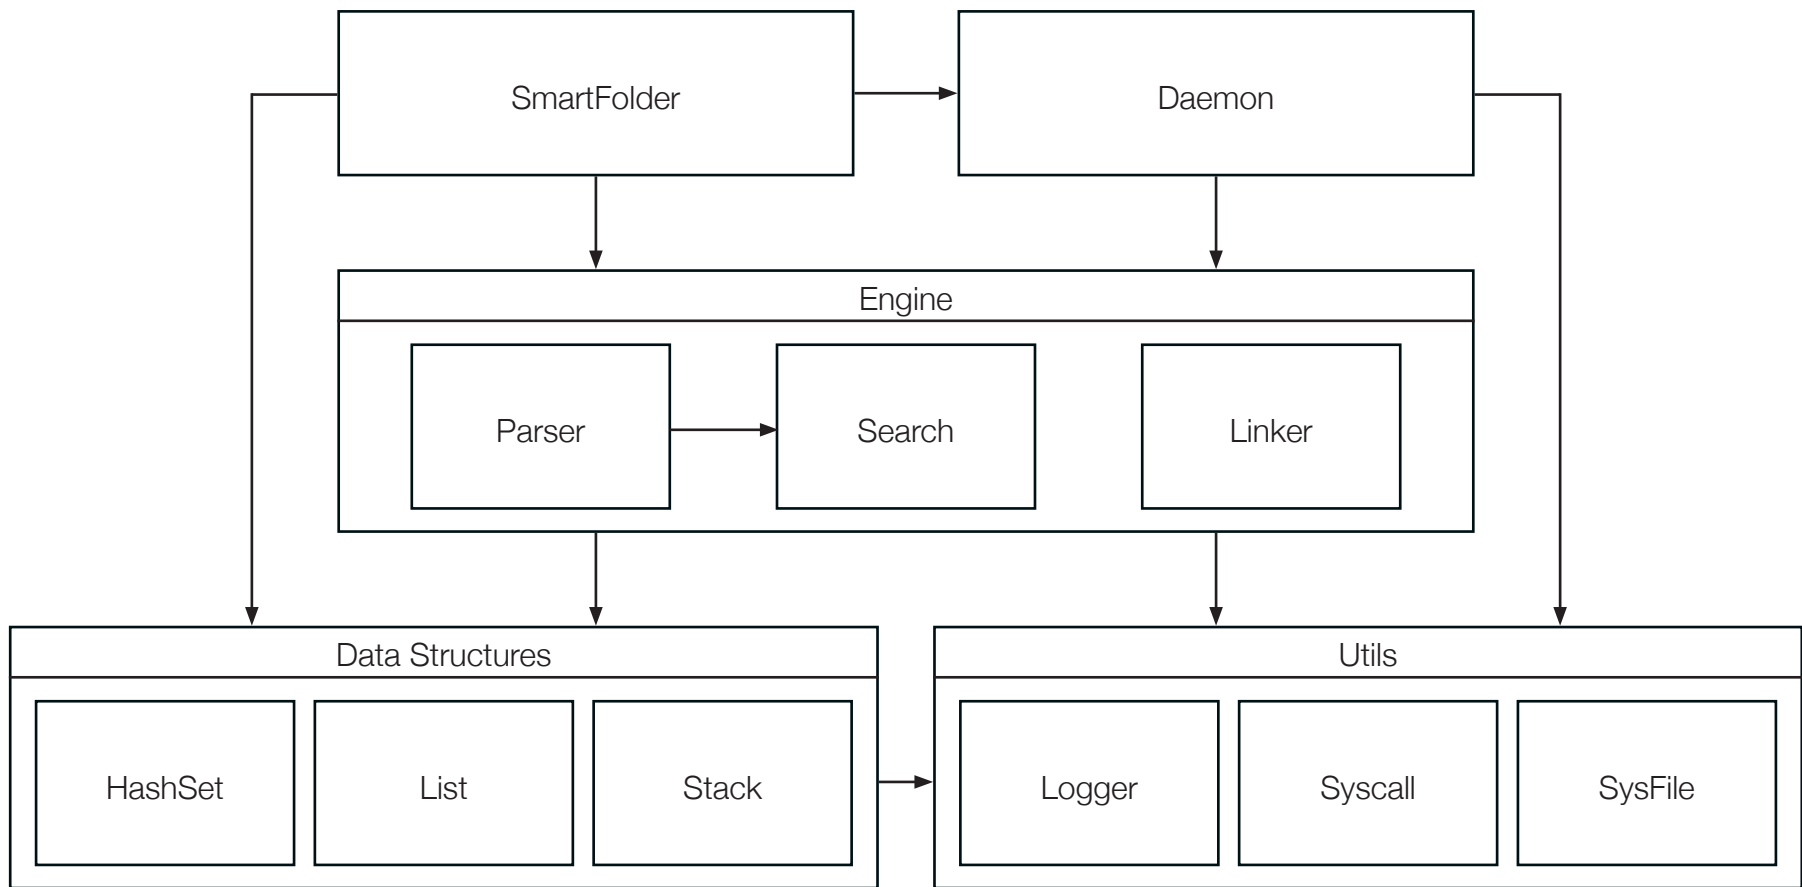 SmartFolder
Daemon
Engine
Parser
Search
Linker
Data Structures
Utils
HashSet
List
Stack
Logger
Syscall
SysFile